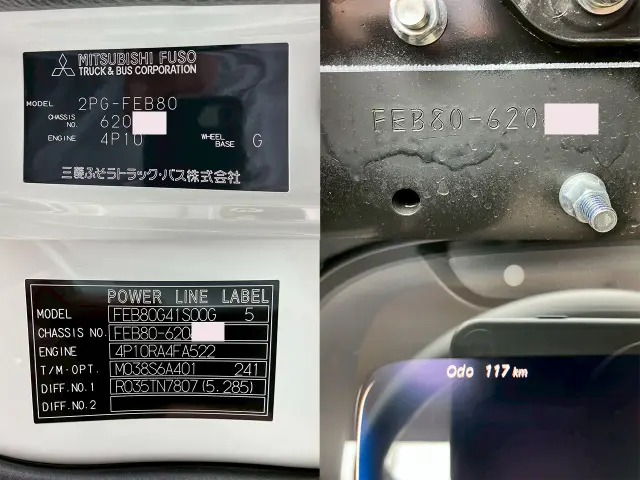 MITSUBISHI FUSO
TRUCK & BUS CORPORATION
MODEL 2PG-FEB80
CHASSIS NO. 620
ENGINE 4P10 WHEEL BASE G
三菱ふそうトラック・バス株式会社
FEB80-620
POWER LINE LABEL
MODEL FEB80G41S00G 5
CHASSIS NO. FEB80-620
ENGINE 4P10RA4FA522
T/M·OPT. M038S6A401 241
DIFF.NO.1 R035TN7807(5.285)
DIFF.NO.2
Odo 117 km